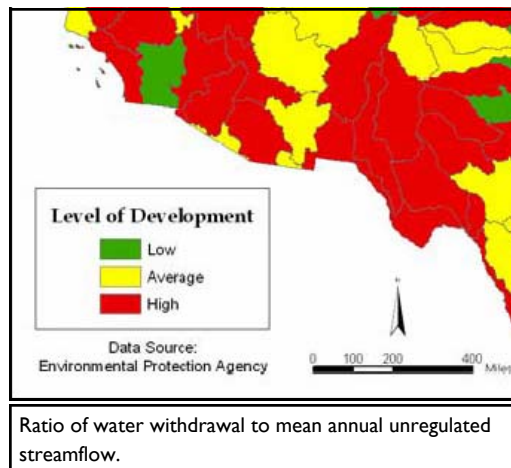 Level of Development
Low
Average
High
Data Source:
Environmental Protection Agency
0 100 200 400
Miles
Ratio of water withdrawal to mean annual unregulated
streamflow.